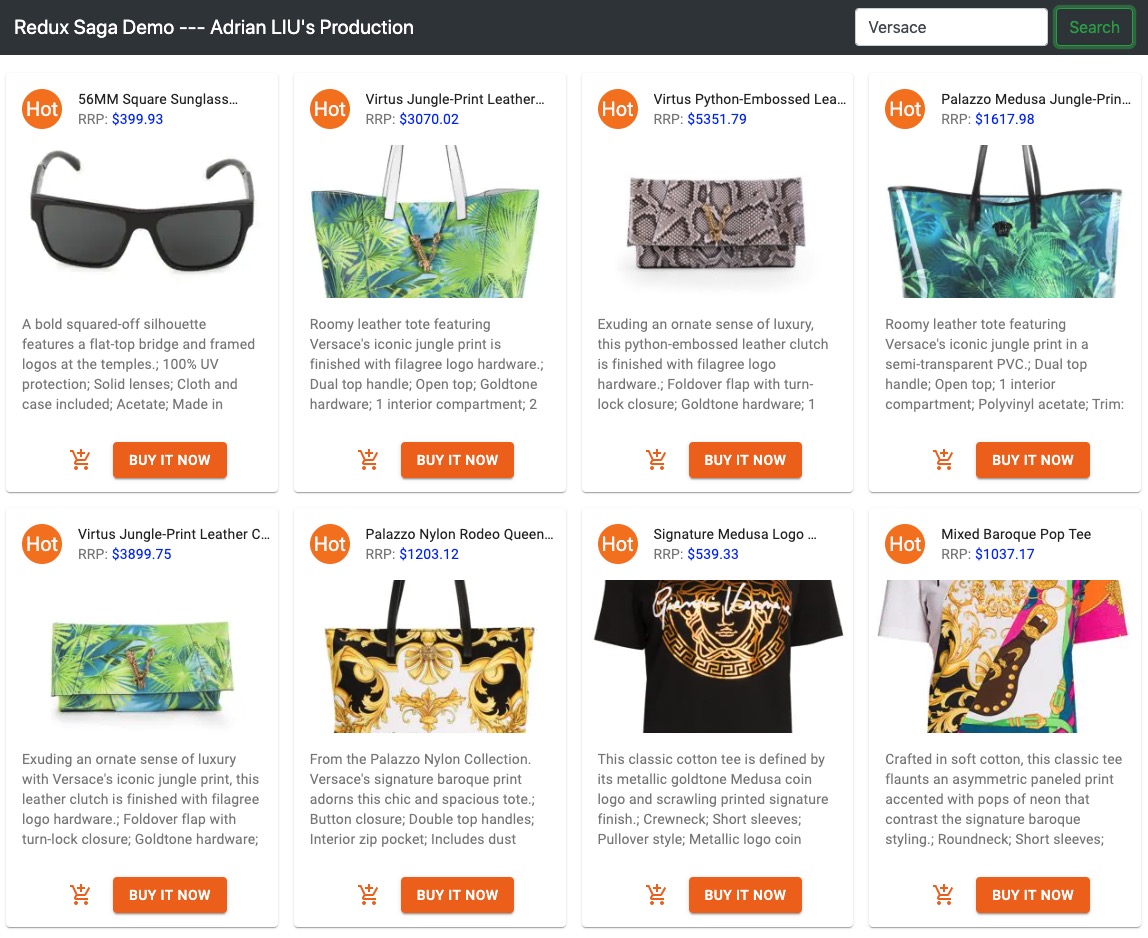 Redux Saga Demo --- Adrian LIU's Production
Versace
Search
Hot
56MM Square Sunglass…
RRP: $399.93
A bold squared-off silhouette
features a flat-top bridge and framed
logos at the temples.; 100% UV
protection; Solid lenses; Cloth and
case included; Acetate; Made in
BUY IT NOW
Hot
Virtus Jungle-Print Leather…
RRP: $3070.02
Roomy leather tote featuring
Versace's iconic jungle print is
finished with filagree logo hardware.;
Dual top handle; Open top; Goldtone
hardware; 1 interior compartment; 2
BUY IT NOW
Hot
Virtus Python-Embossed Lea…
RRP: $5351.79
Exuding an ornate sense of luxury,
this python-embossed leather clutch
is finished with filagree logo
hardware.; Foldover flap with turn-
lock closure; Goldtone hardware; 1
BUY IT NOW
Hot
Palazzo Medusa Jungle-Prin…
RRP: $1617.98
Roomy leather tote featuring
Versace's iconic jungle print in a
semi-transparent PVC.; Dual top
handle; Open top; 1 interior
compartment; Polyvinyl acetate; Trim:
BUY IT NOW
Hot
Virtus Jungle-Print Leather C…
RRP: $3899.75
Exuding an ornate sense of luxury
with Versace's iconic jungle print, this
leather clutch is finished with filagree
logo hardware.; Foldover flap with
turn-lock closure; Goldtone hardware;
BUY IT NOW
Hot
Palazzo Nylon Rodeo Queen…
RRP: $1203.12
From the Palazzo Nylon Collection.
Versace's signature baroque print
adorns this chic and spacious tote.;
Button closure; Double top handles;
Interior zip pocket; Includes dust
BUY IT NOW
Hot
Signature Medusa Logo …
RRP: $539.33
Gianni Versace
This classic cotton tee is defined by
its metallic goldtone Medusa coin
logo and scrawling printed signature
finish.; Crewneck; Short sleeves;
Pullover style; Metallic logo coin
BUY IT NOW
Hot
Mixed Baroque Pop Tee
RRP: $1037.17
Crafted in soft cotton, this classic tee
flaunts an asymmetric paneled print
accented with pops of neon that
contrast the signature baroque
styling.; Roundneck; Short sleeves;
BUY IT NOW